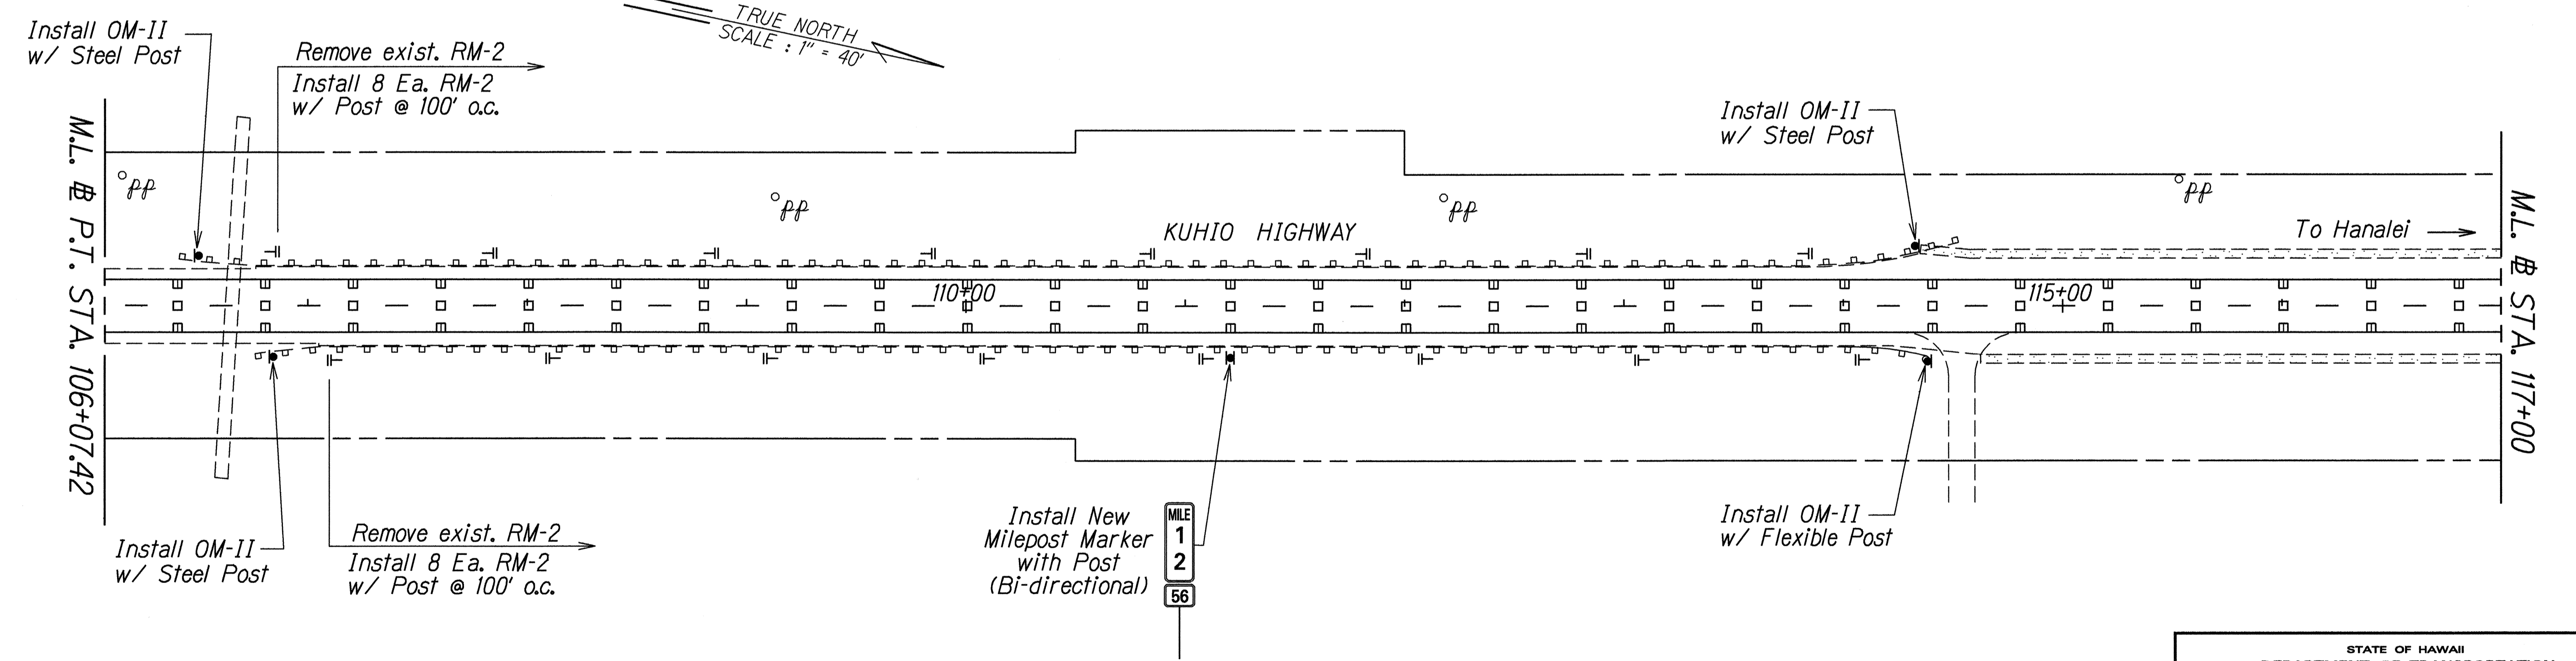 TRUE NORTH
SCALE : 1" = 40'
Install OM-II
w/ Steel Post
Remove exist. RM-2
Install 8 Ea. RM-2
w/ Post @ 100' o.c.
Install OM-II
w/ Steel Post
M.L. BL P.T. STA. 106+07.42
pp
pp
pp
pp
KUHIO HIGHWAY
To Hanalei
M.L. BL STA. 117+00
110+00
115+00
Install OM-II
w/ Steel Post
Remove exist. RM-2
Install 8 Ea. RM-2
w/ Post @ 100' o.c.
Install New
Milepost Marker
with Post
(Bi-directional)
MILE
1
2
56
Install OM-II
w/ Flexible Post
STATE OF HAWAII